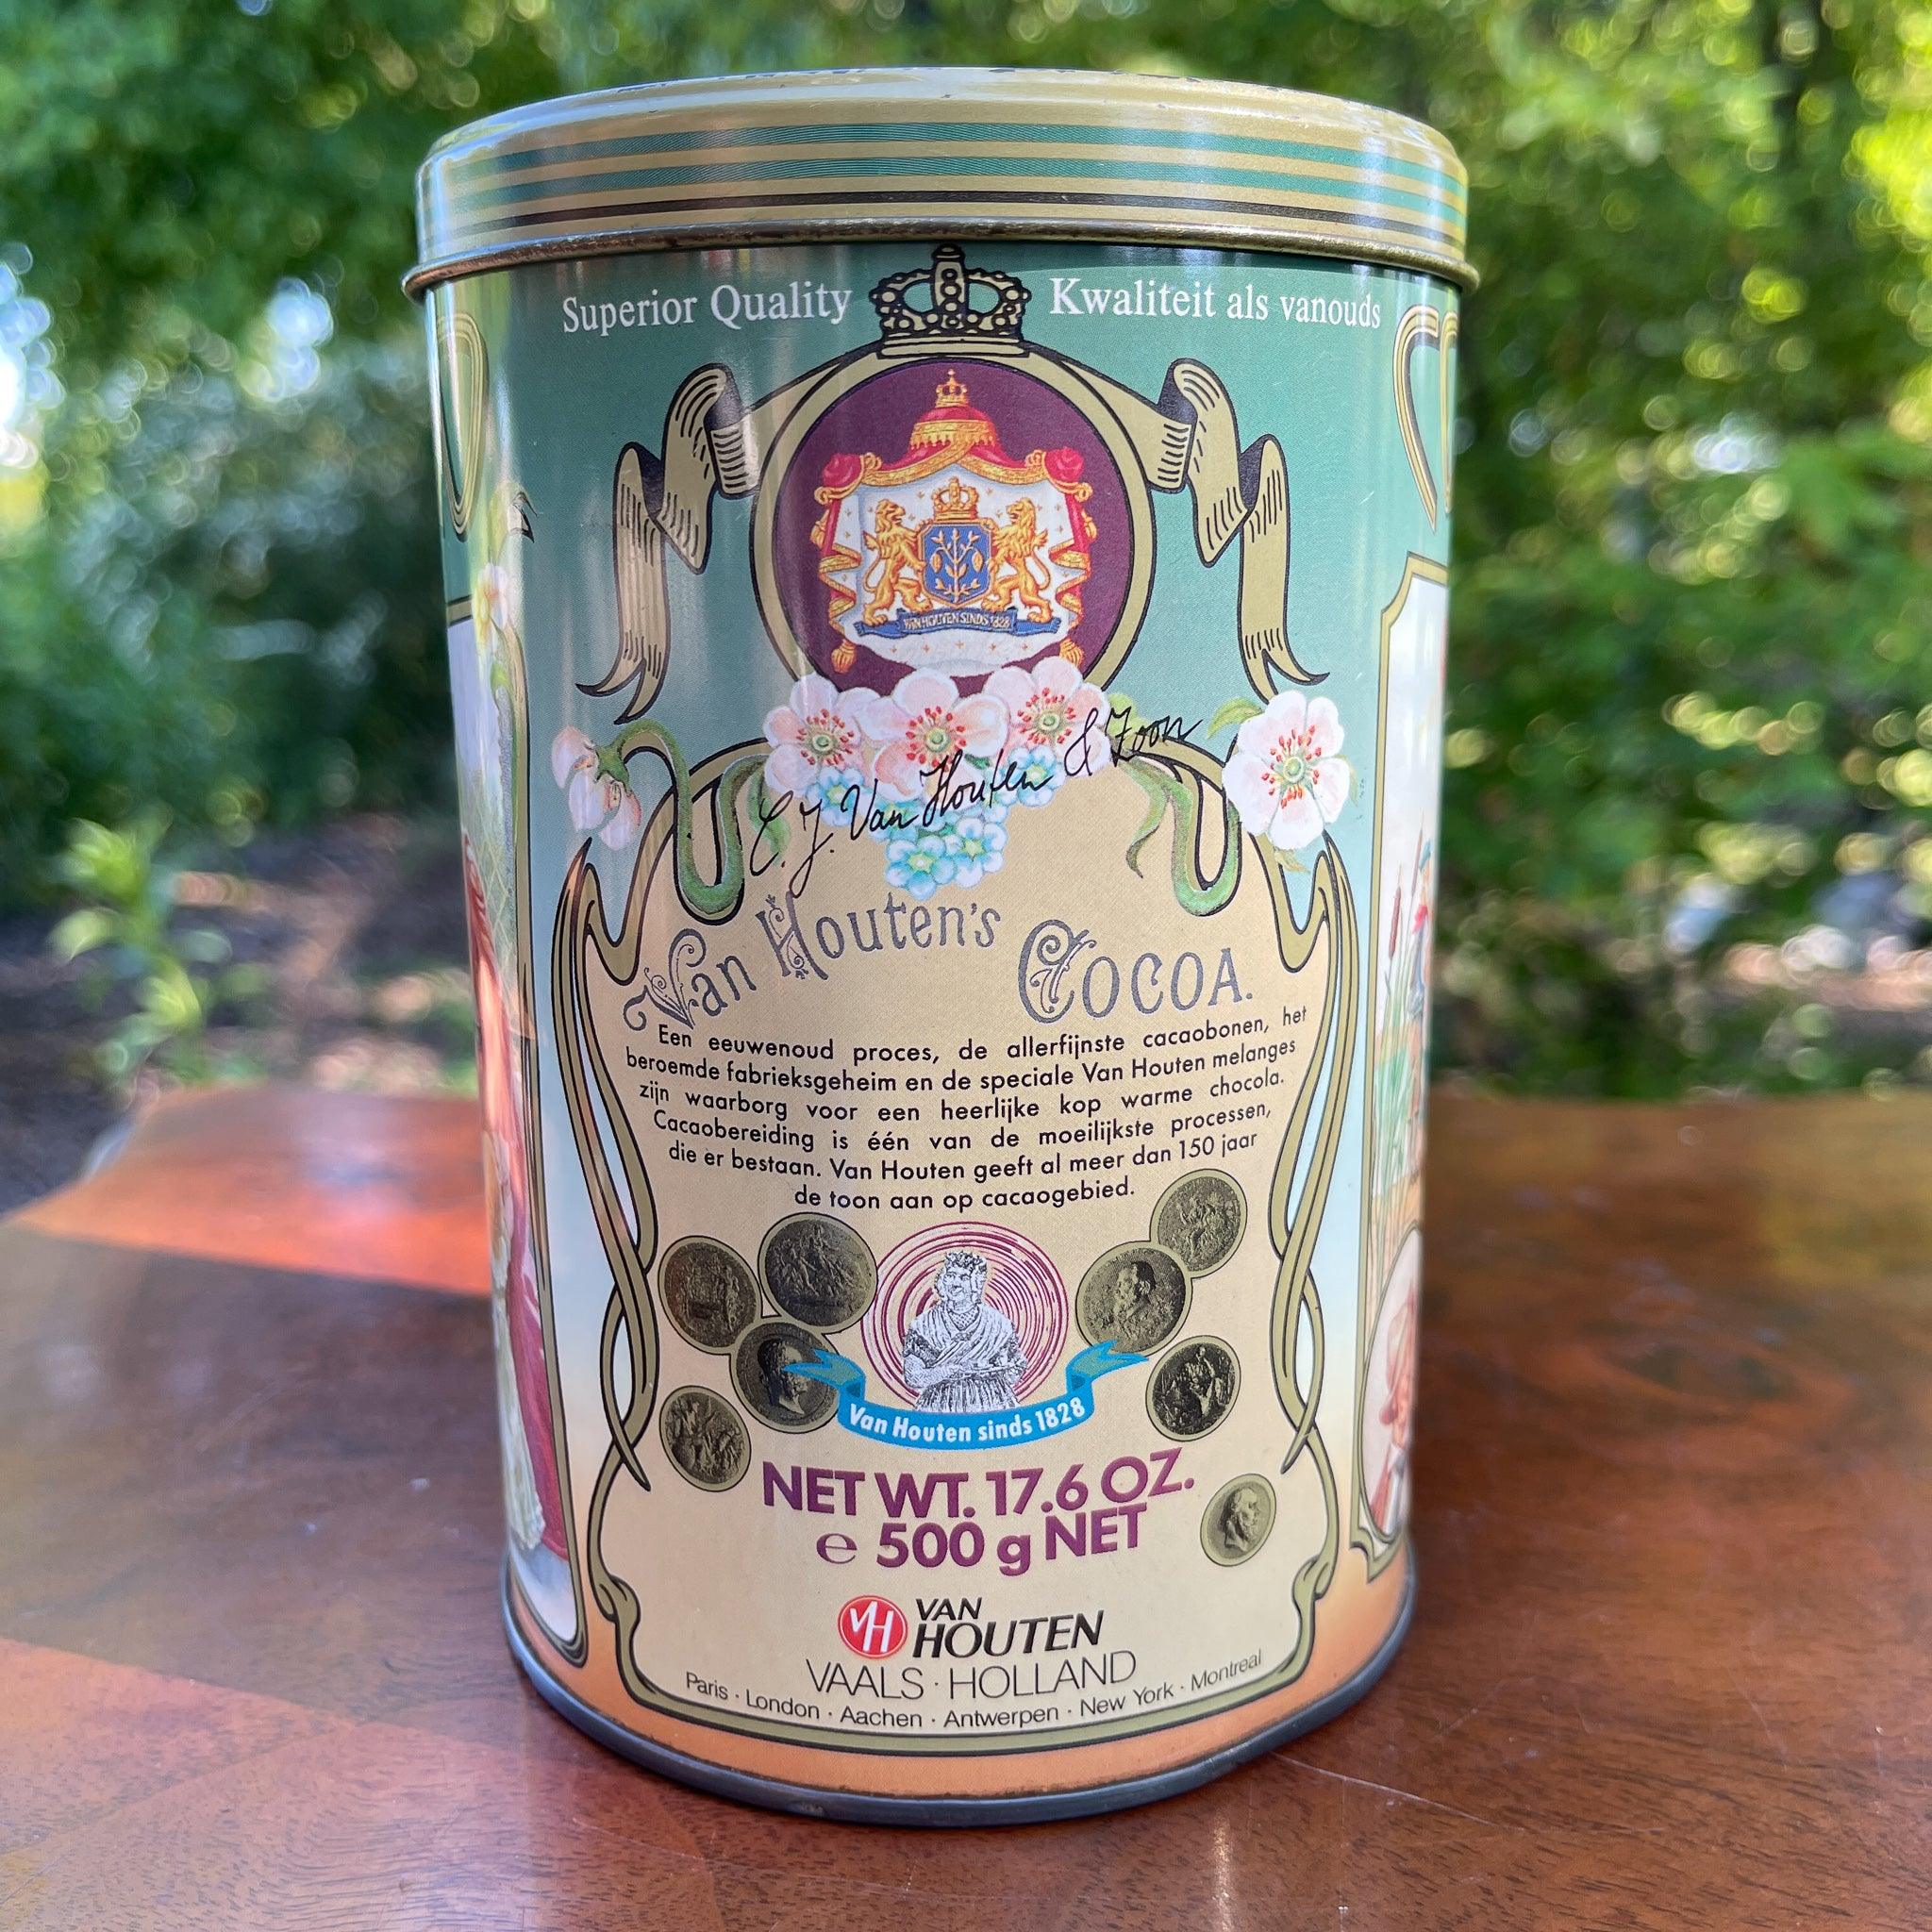 Superior Quality Kwaliteit als vanouds
VAN HOUTEN SINDS 1828
C. J. Van Houten & Zoon
Van Houten's Cocoa.
Een eeuwenoud proces, de allerfijnste cacaobonen, het
beroemde fabrieksgeheim en de speciale Van Houten melanges
zijn waarborg voor een heerlijke kop warme chocola.
Cacaobereiding is één van de moeilijkste processen,
die er bestaan. Van Houten geeft al meer dan 150 jaar
de toon aan op cacaogebied.
Van Houten sinds 1828
NET WT. 17.6 OZ.
e 500 g NET
VH VAN
HOUTEN
VAALS · HOLLAND
Paris · London · Aachen · Antwerpen · New York · Montreal